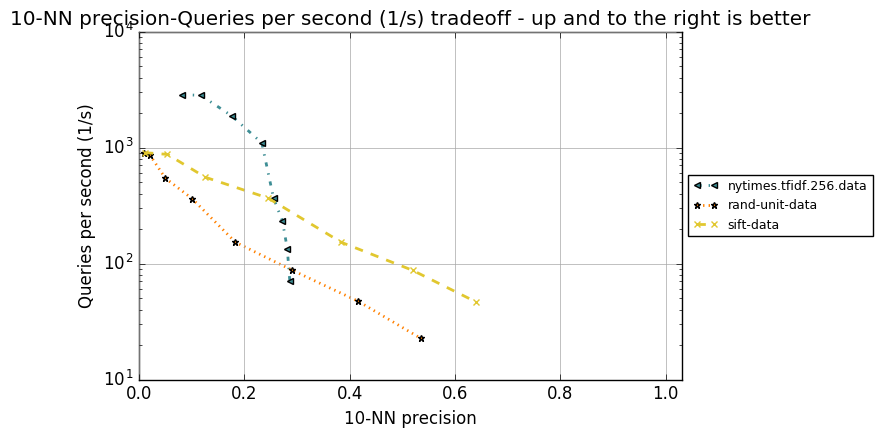 10-NN precision-Queries per second (1/s) tradeoff - up and to the right is better
10^4
10^3
10^2
10^1
Queries per second (1/s)
0.0 0.2 0.4 0.6 0.8 1.0
10-NN precision
nytimes.tfidf.256.data
rand-unit-data
sift-data